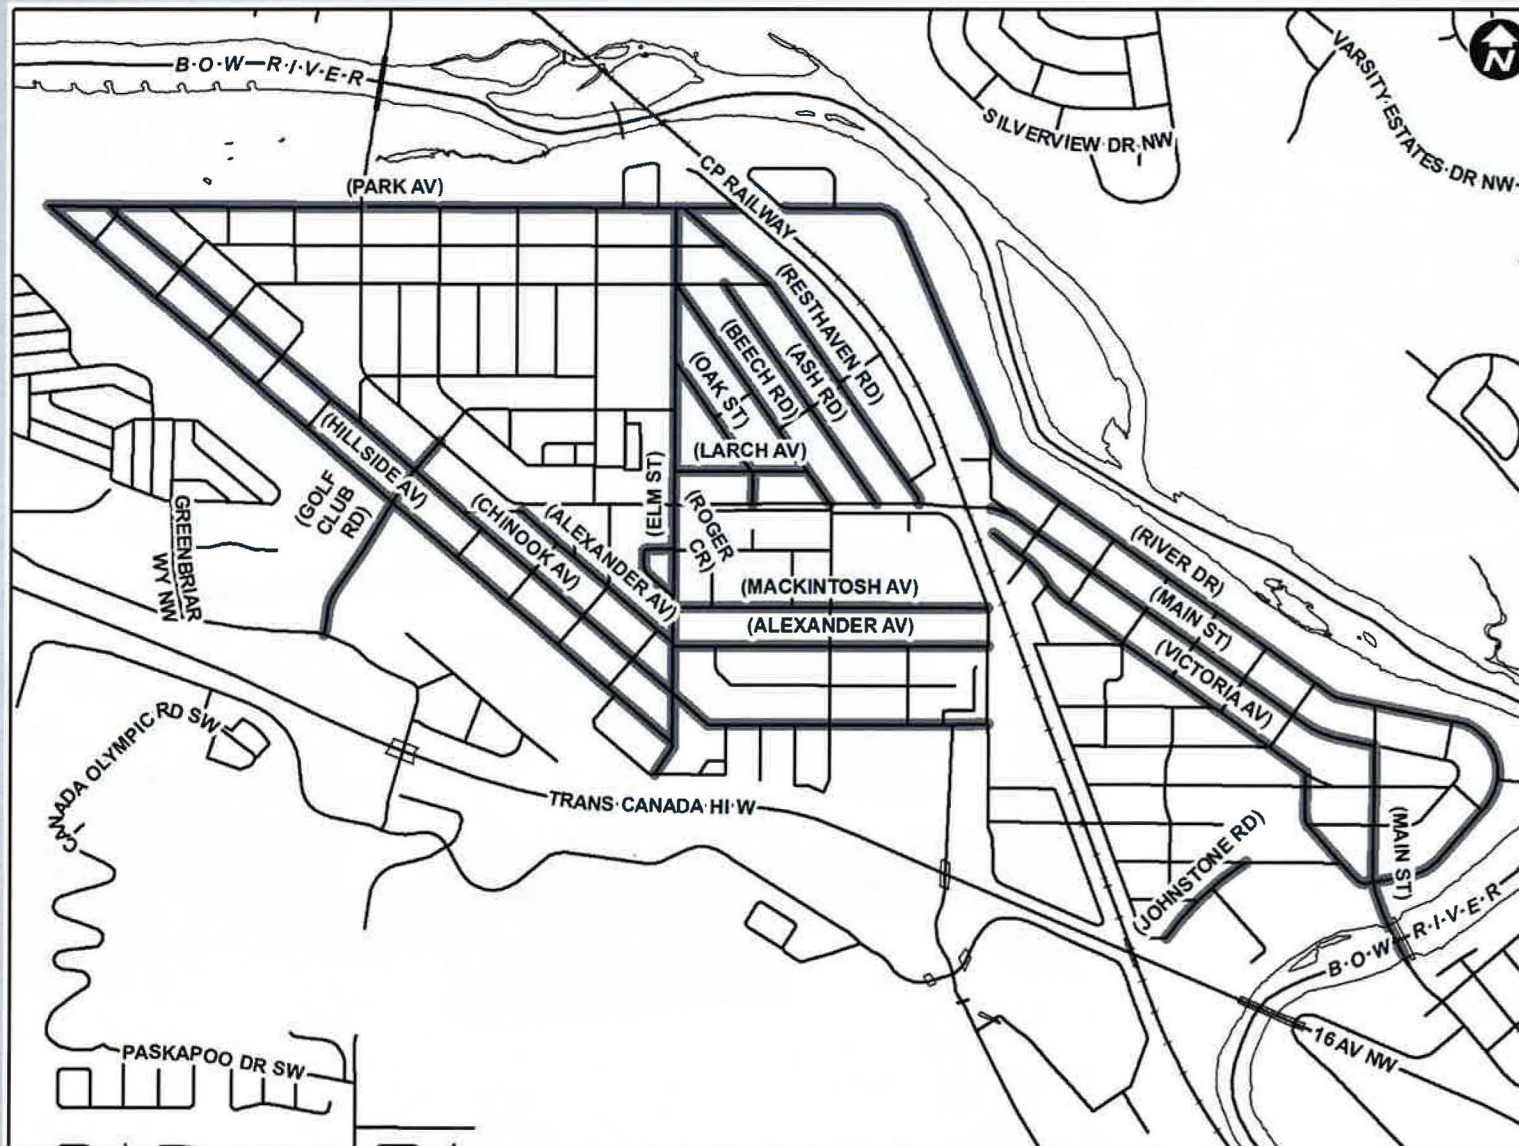 N
B·O·W·R·I·V·E·R
VARSITY·ESTATES·DR NW
SILVERVIEW·DR·NW
CP RAILWAY
(PARK AV)
(RESTHAVEN RD)
(BEECH RD)
(ASH RD)
(OAK ST)
(LARCH AV)
(HILLSIDE AV)
(ELM ST)
(GOLF
CLUB
RD)
(CHINOOK AV)
(ALEXANDER AV)
(ROGER
CR)
GREENBRIAR
WY NW
(RIVER DR)
(MACKINTOSH AV)
(MAIN ST)
(ALEXANDER AV)
(VICTORIA AV)
CANADA OLYMPIC RD SW
TRANS·CANADA·HI W
(MAIN ST)
(JOHNSTONE RD)
B·O·W·R·I·V·E·R
16 AV NW
PASKAPOO DR SW